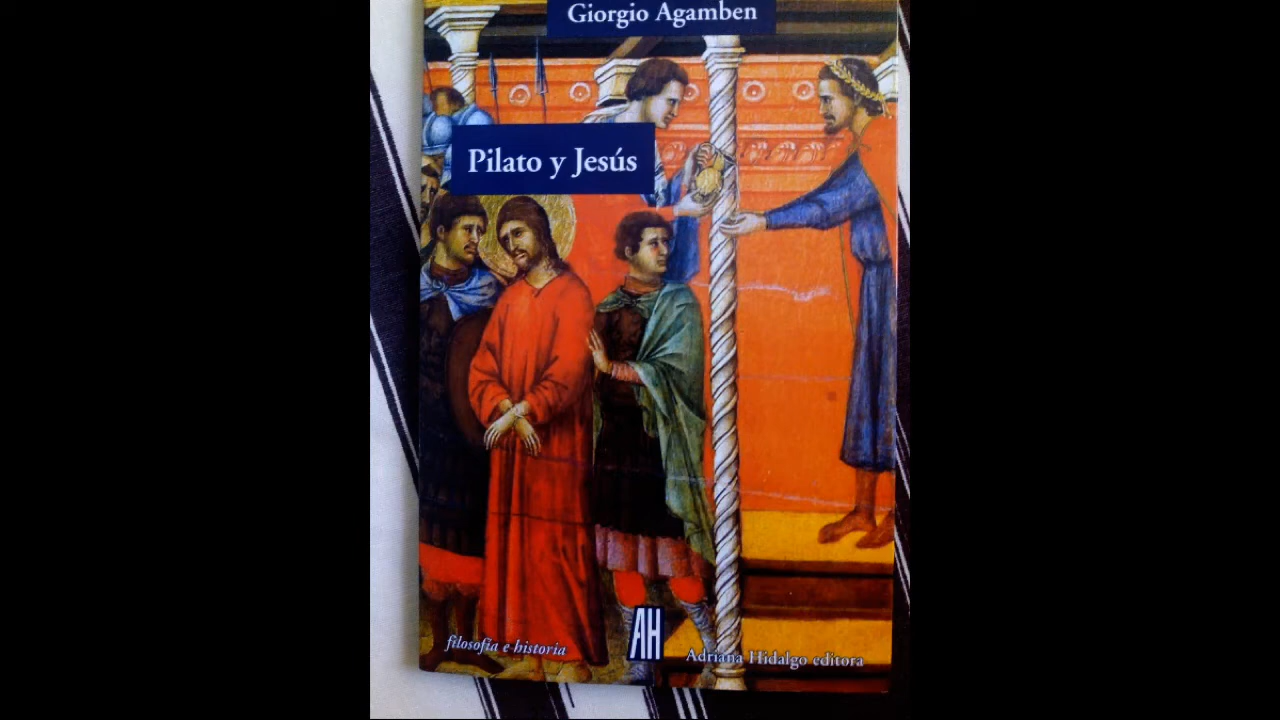 Giorgio Agamben
Pilato y Jesús
filosofía e historia
AH
Adriana Hidalgo editora